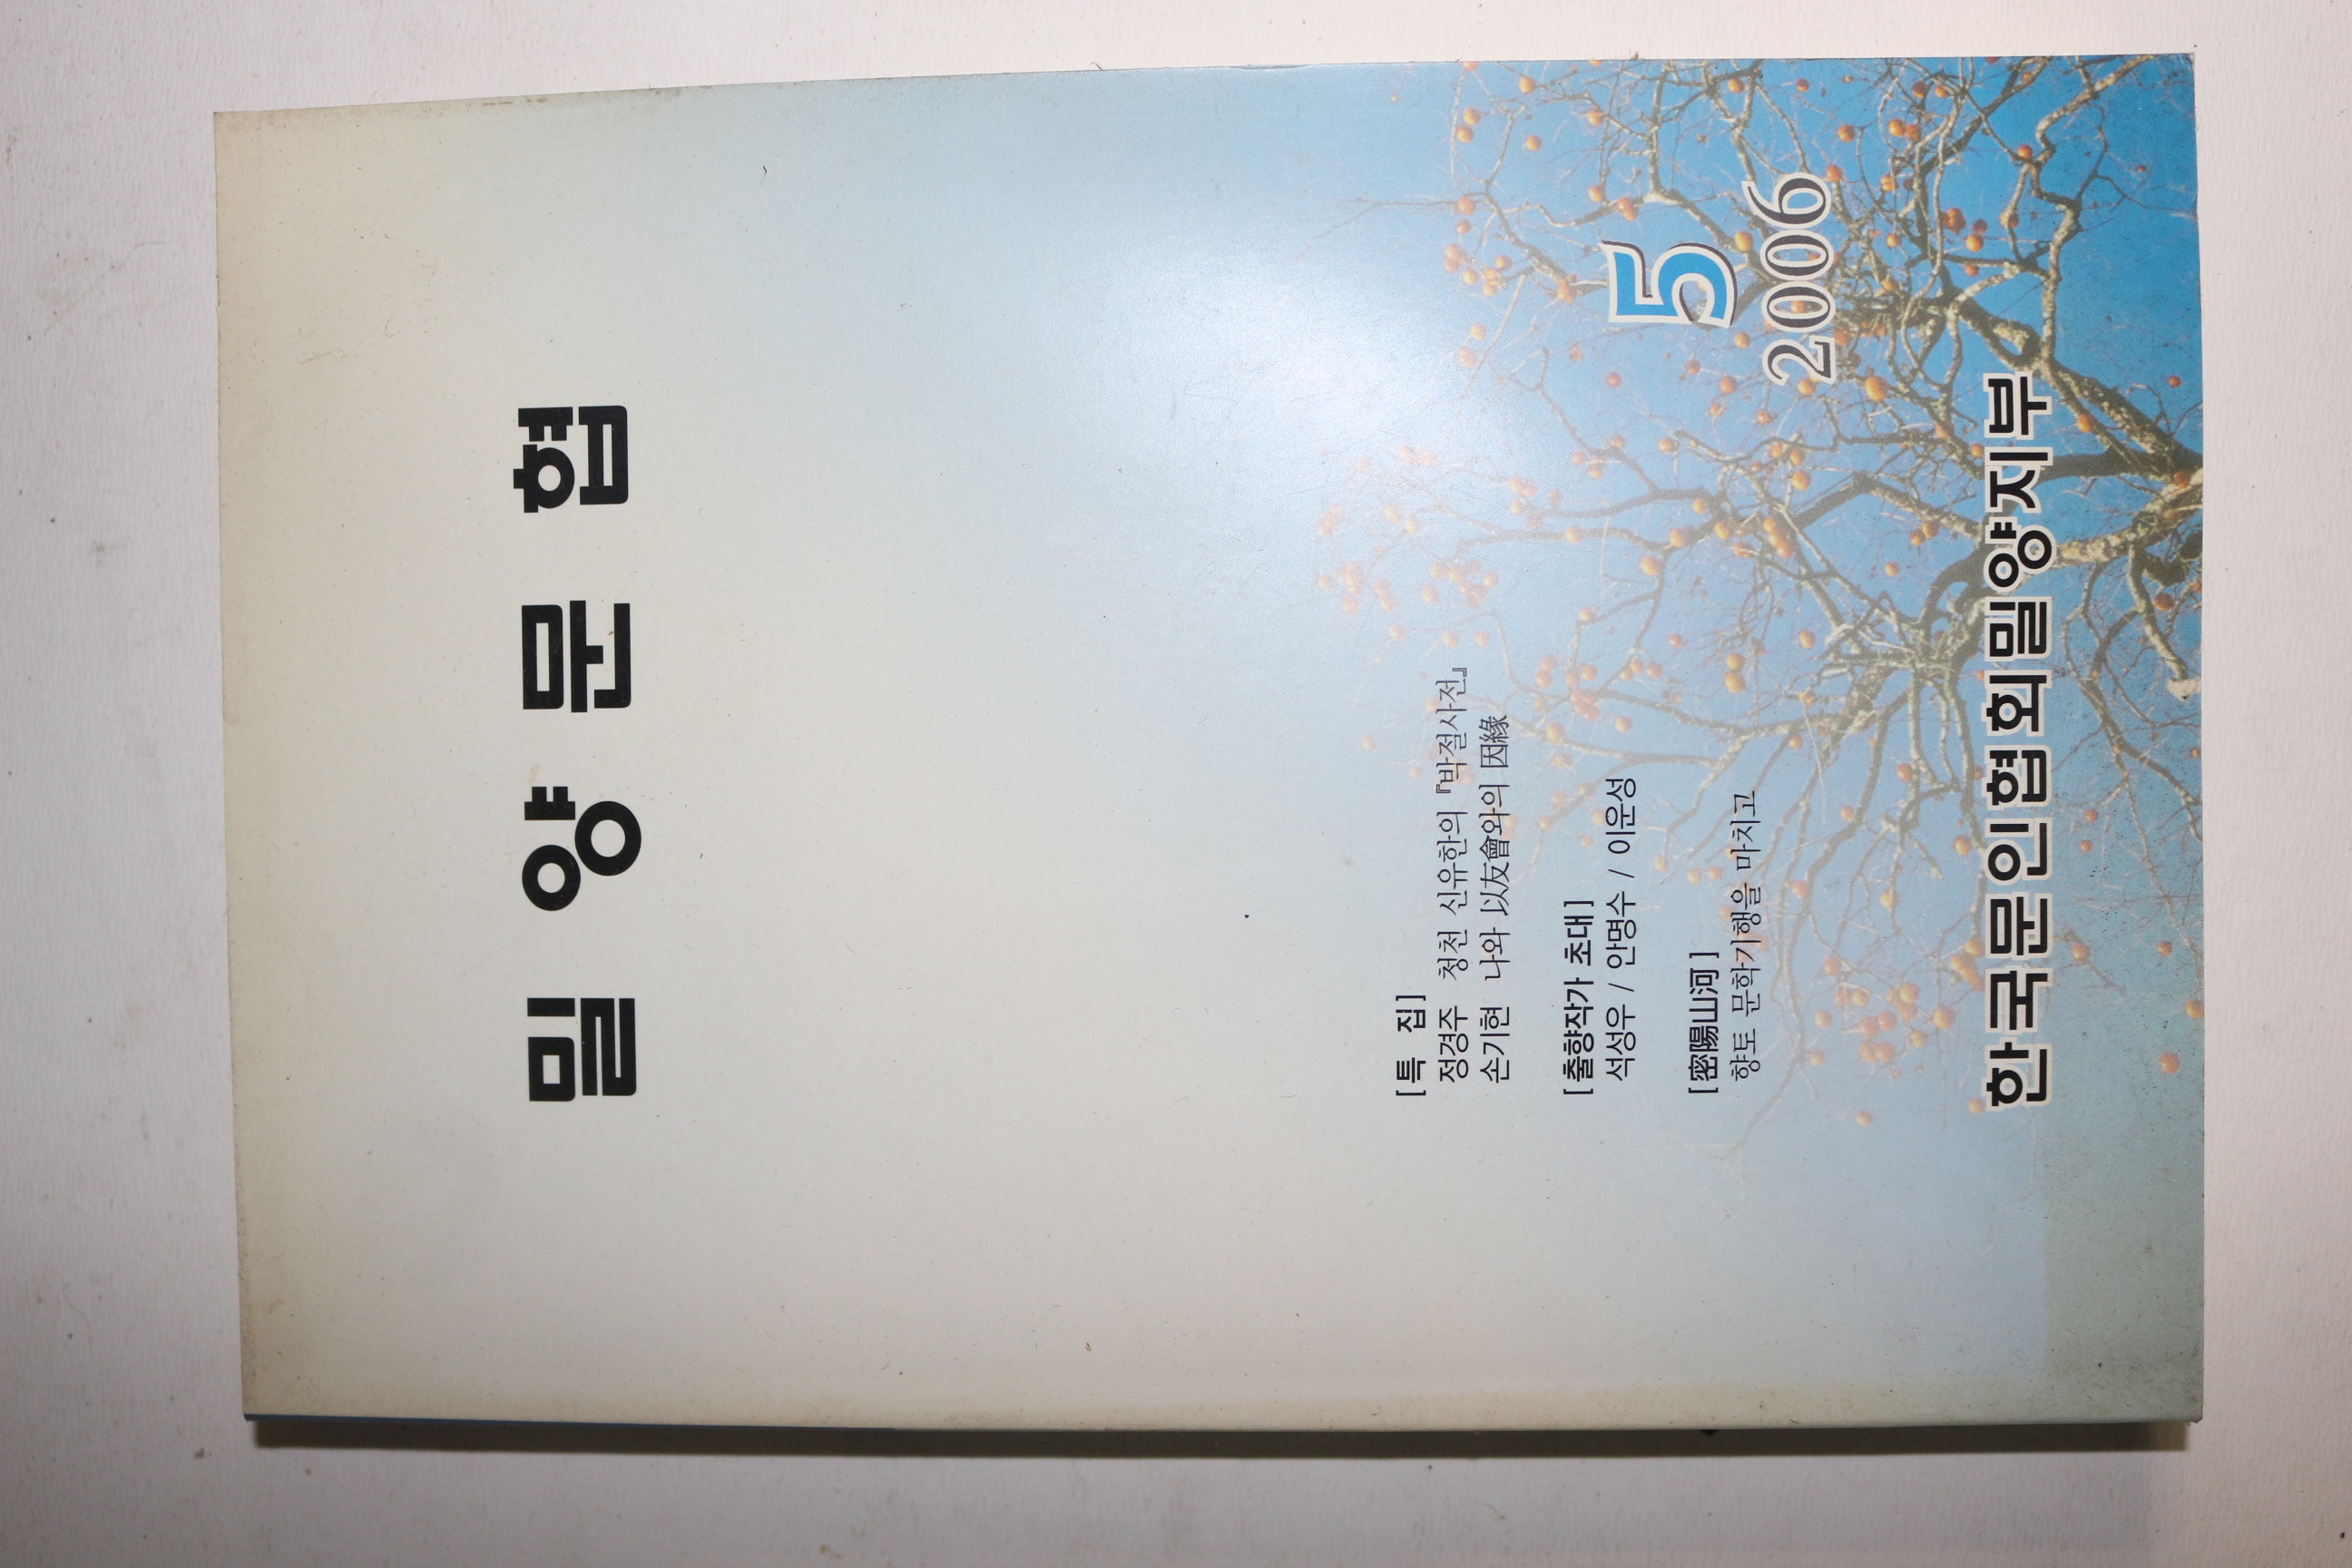 밀양문협
[특 집]
정경주 청천 신유한의 『박절사전』
손기현 나와 以友會와의 因緣
[출향작가 초대]
석성우 / 안명수 / 이운성
[密陽山河]
향토 문학기행을 마치고
5
2006
한국문인협회밀양지부